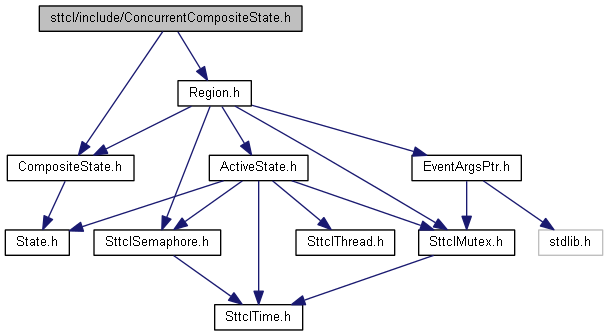 sttcl/include/ConcurrentCompositeState.h
Region.h
CompositeState.h
ActiveState.h
EventArgsPtr.h
State.h
SttclSemaphore.h
SttclThread.h
SttclMutex.h
stdlib.h
SttclTime.h